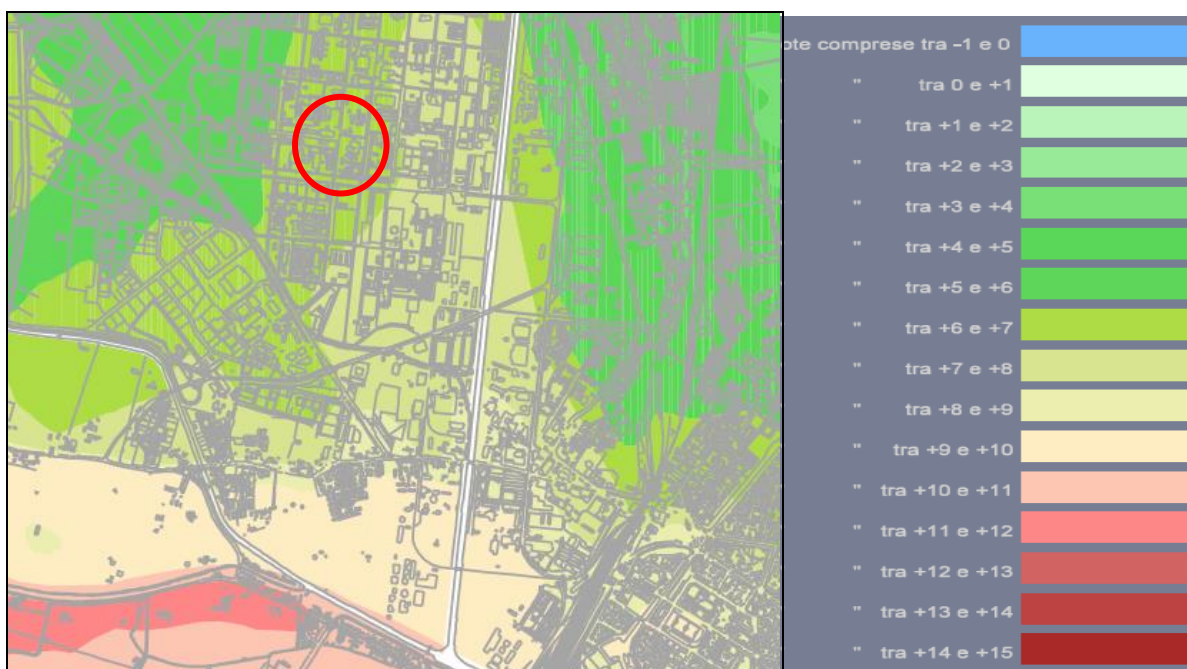 ote comprese tra -1 e 0
" tra 0 e +1
" tra +1 e +2
" tra +2 e +3
" tra +3 e +4
" tra +4 e +5
" tra +5 e +6
" tra +6 e +7
" tra +7 e +8
" tra +8 e +9
" tra +9 e +10
" tra +10 e +11
" tra +11 e +12
" tra +12 e +13
" tra +13 e +14
" tra +14 e +15